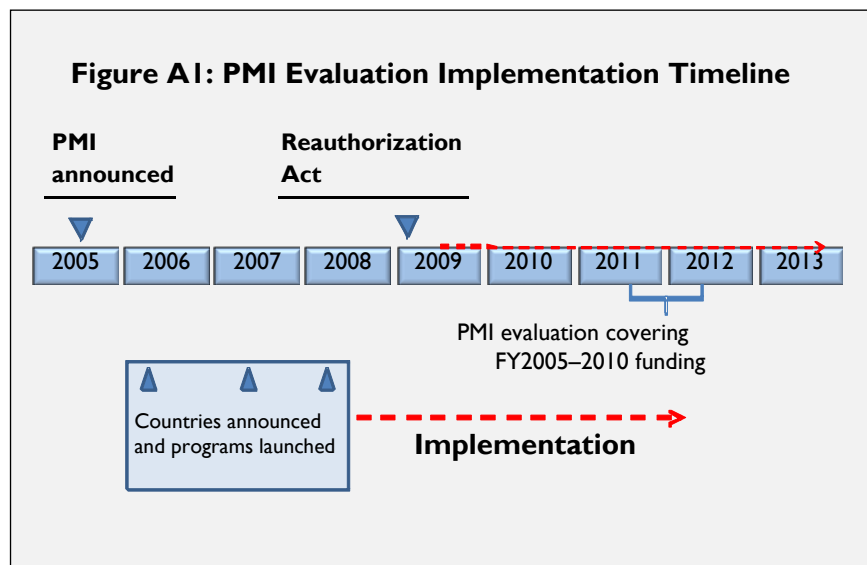 Figure A1: PMI Evaluation Implementation Timeline
PMI
announced
Reauthorization
Act
2005 2006 2007 2008 2009 2010 2011 2012 2013
PMI evaluation covering
FY2005–2010 funding
Countries announced
and programs launched
Implementation